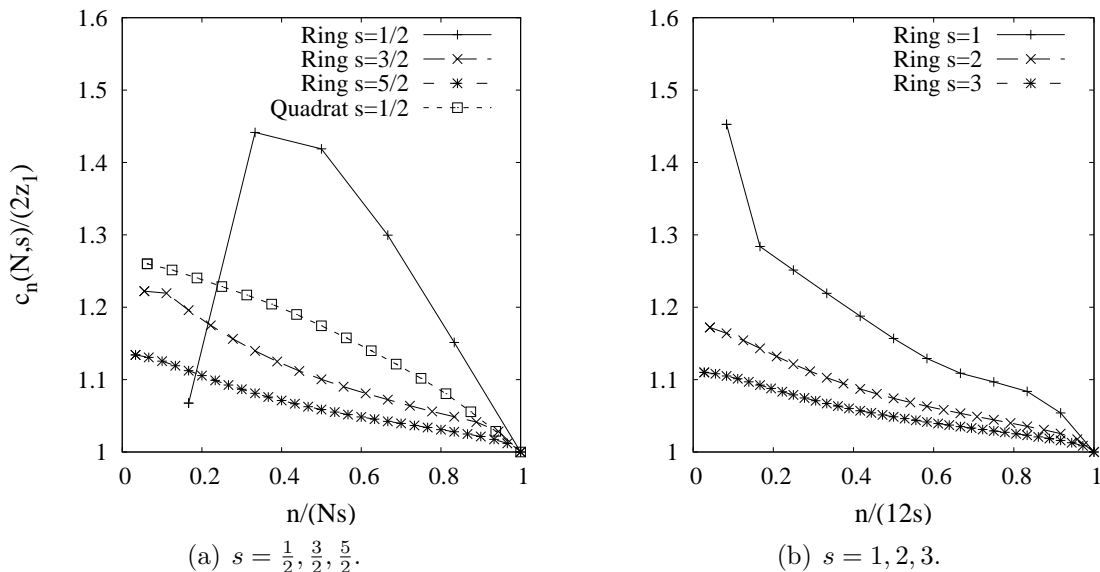 c_n(N,s)/(2z_1)
1.6
1.5
1.4
1.3
1.2
1.1
1
0 0.2 0.4 0.6 0.8 1
n/(Ns)
Ring s=1/2
Ring s=3/2
Ring s=5/2
Quadrat s=1/2
(a) s = 1/2, 3/2, 5/2.
1.6
1.5
1.4
1.3
1.2
1.1
1
0 0.2 0.4 0.6 0.8 1
n/(12s)
Ring s=1
Ring s=2
Ring s=3
(b) s = 1, 2, 3.